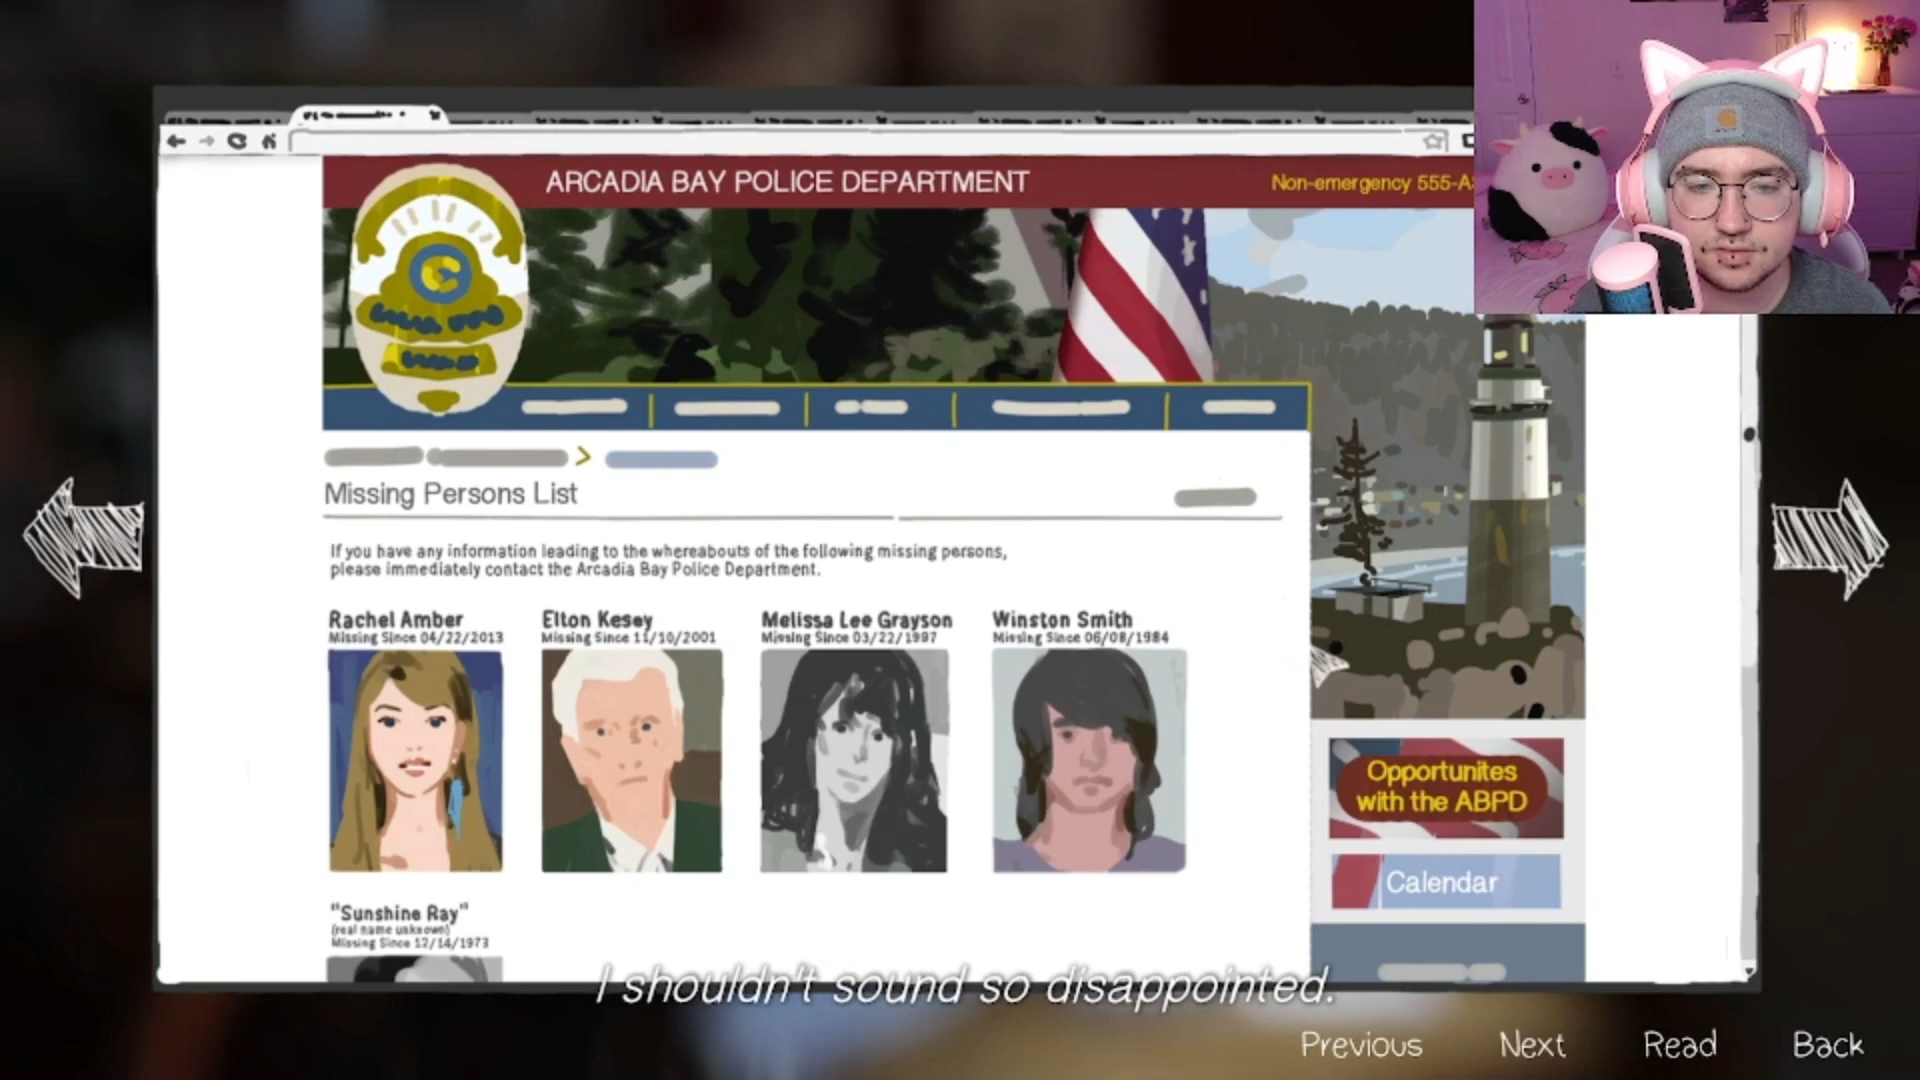 ARCADIA BAY POLICE DEPARTMENT
Non-emergency 555-A
Missing Persons List
If you have any information leading to the whereabouts of the following missing persons,
please immediately contact the Arcadia Bay Police Department.
Rachel Amber
Missing Since 04/22/2013
Elton Kesey
Missing Since 11/10/2001
Melissa Lee Grayson
Missing Since 03/22/1997
Winston Smith
Missing Since 06/08/1984
"Sunshine Ray"
(real name unknown)
Missing Since 12/14/1973
Opportunites
with the ABPD
Calendar
I shouldn't sound so disappointed.
Previous
Next
Read
Back